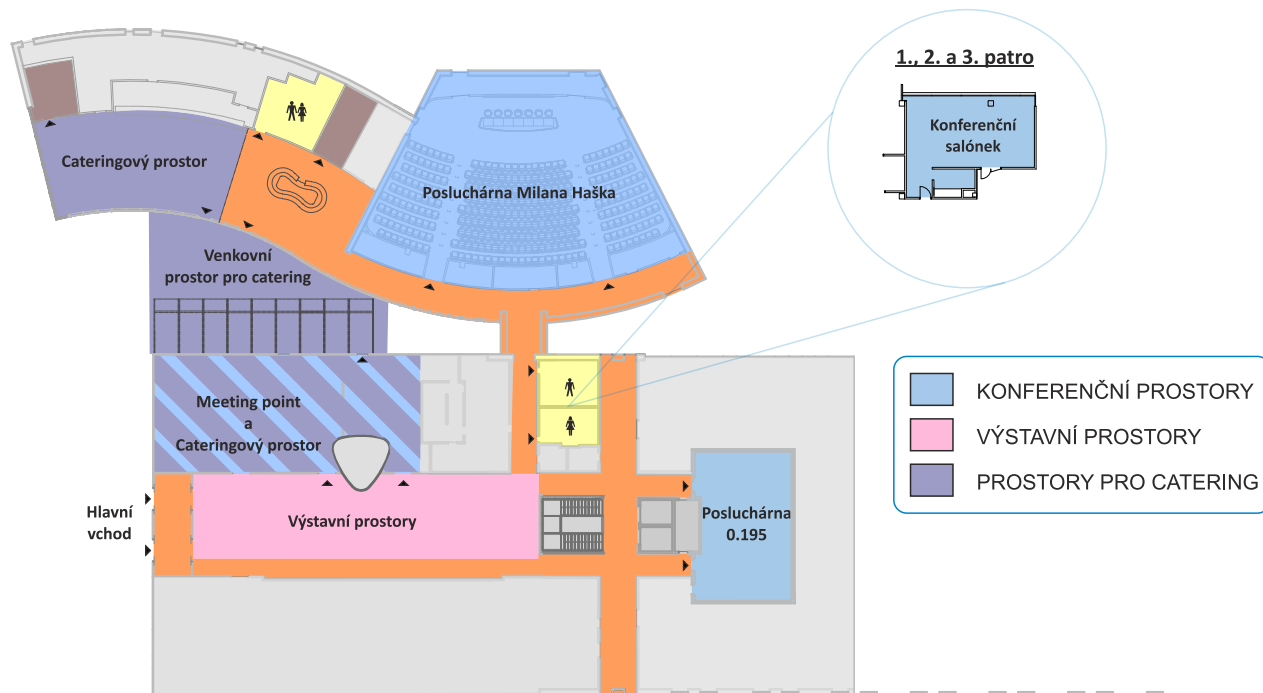 1., 2. a 3. patro
Konferenční
salónek
Cateringový prostor
Posluchárna Milana Haška
Venkovní
prostor pro catering
Meeting point
a
Cateringový prostor
KONFERENČNÍ PROSTORY
VÝSTAVNÍ PROSTORY
PROSTORY PRO CATERING
Hlavní
vchod
Výstavní prostory
Posluchárna
0.195